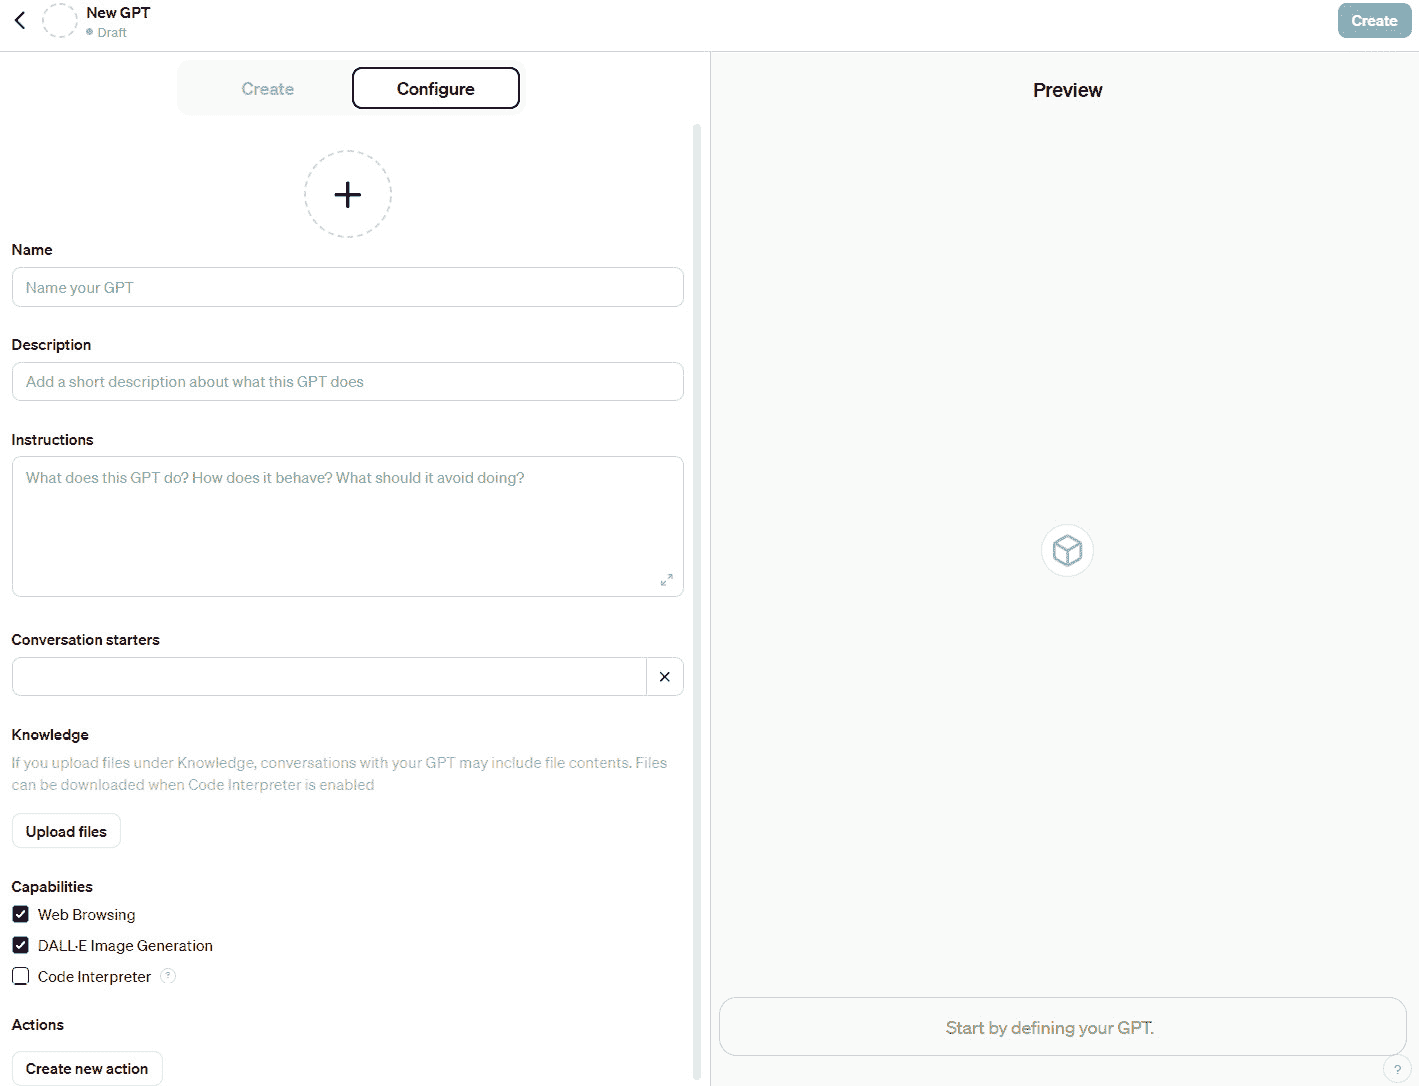 New GPT
Draft
Create
Create
Configure
Preview
Name
Name your GPT
Description
Add a short description about what this GPT does
Instructions
What does this GPT do? How does it behave? What should it avoid doing?
Conversation starters
Knowledge
If you upload files under Knowledge, conversations with your GPT may include file contents. Files
can be downloaded when Code Interpreter is enabled
Upload files
Capabilities
Web Browsing
DALL·E Image Generation
Code Interpreter ?
Actions
Create new action
Start by defining your GPT.
?